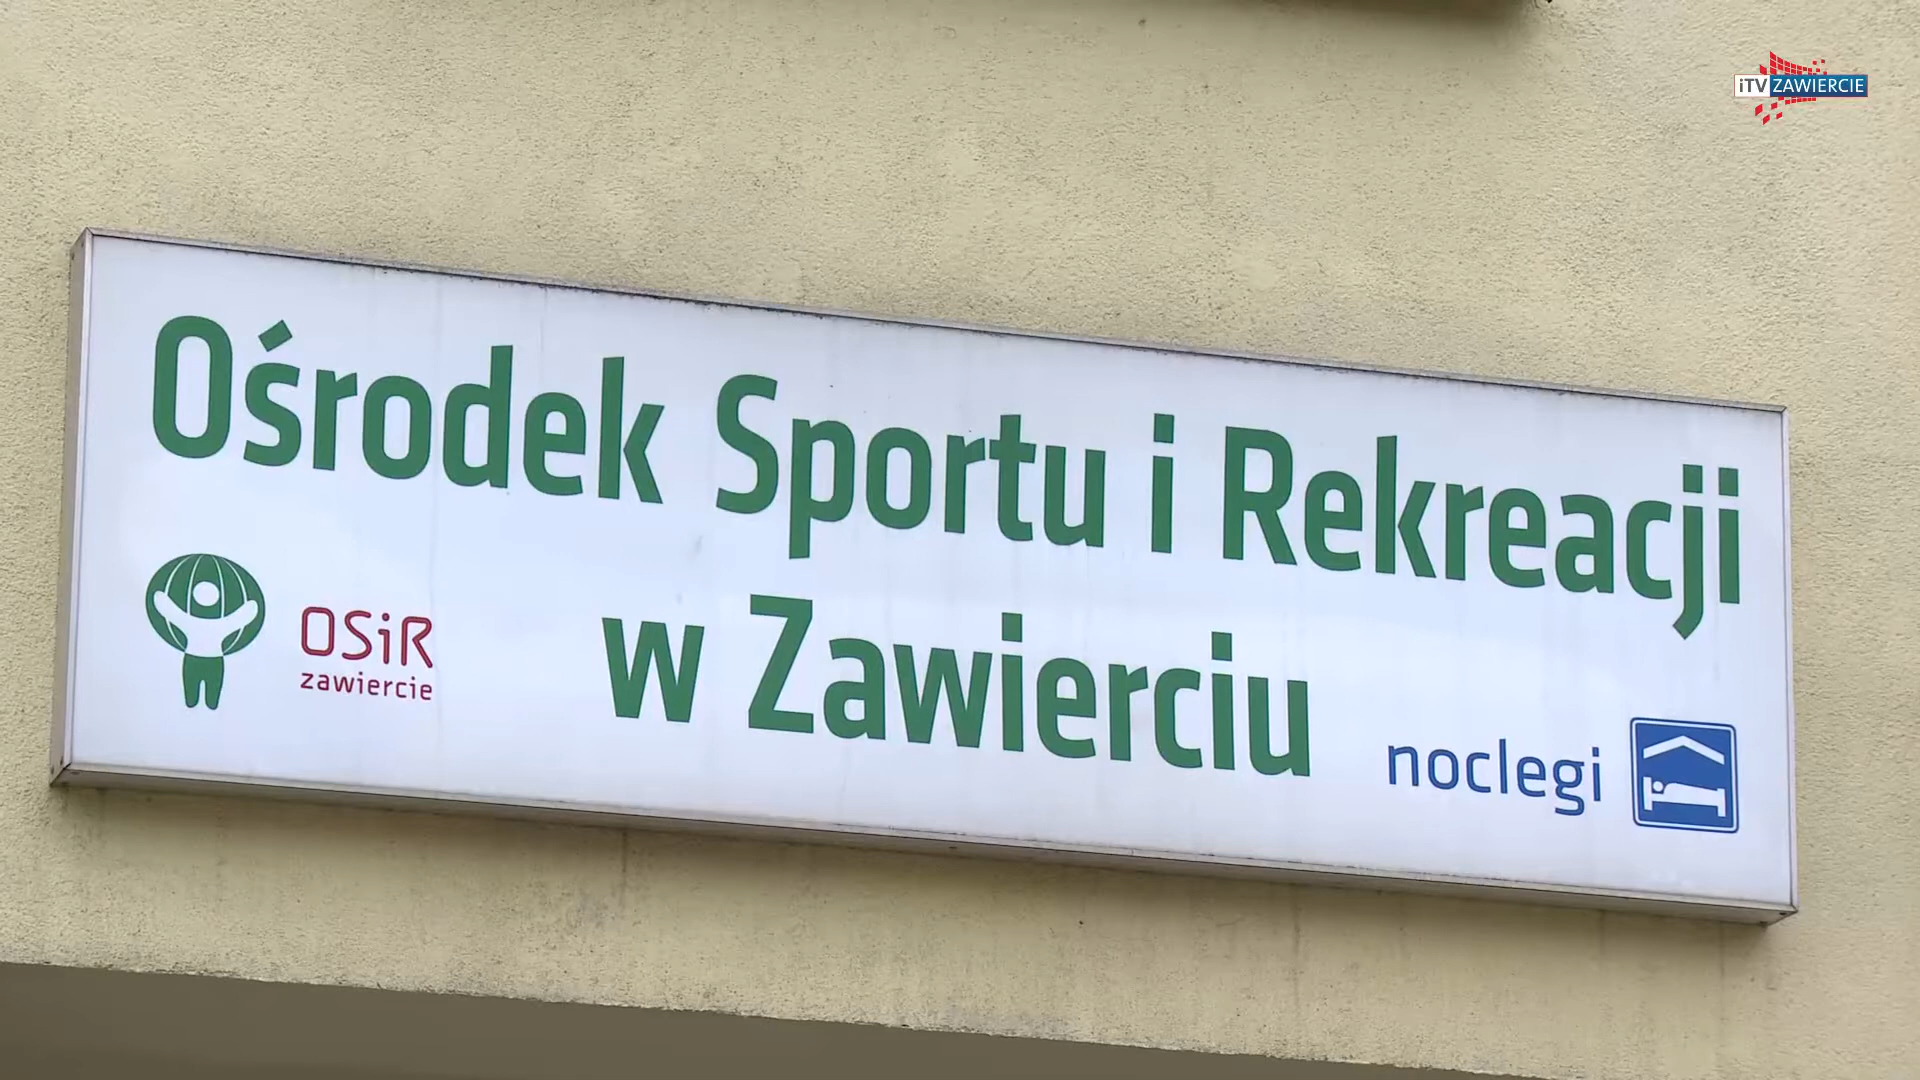 iTV ZAWIERCIE
Ośrodek Sportu i Rekreacji
w Zawierciu
OSiR
zawiercie
noclegi